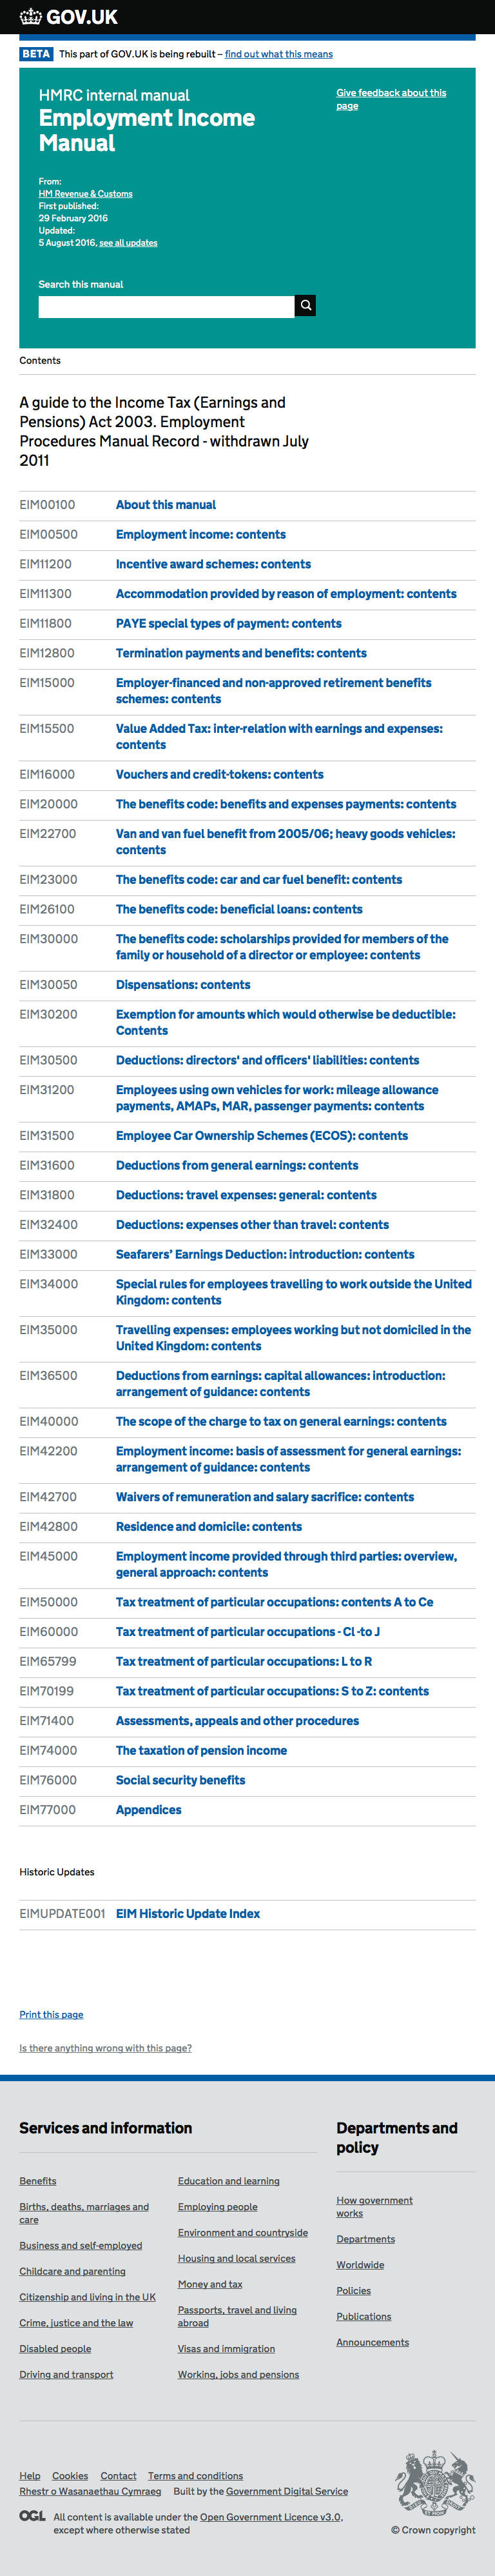 GOV.UK
BETA This part of GOV.UK is being rebuilt – find out what this means
HMRC internal manual
Employment Income
Manual
Give feedback about this
page
From:
HM Revenue & Customs
First published:
29 February 2016
Updated:
5 August 2016, see all updates
Search this manual
Contents
A guide to the Income Tax (Earnings and
Pensions) Act 2003. Employment
Procedures Manual Record - withdrawn July
2011
EIM00100 About this manual
EIM00500 Employment income: contents
EIM11200 Incentive award schemes: contents
EIM11300 Accommodation provided by reason of employment: contents
EIM11800 PAYE special types of payment: contents
EIM12800 Termination payments and benefits: contents
EIM15000 Employer-financed and non-approved retirement benefits
schemes: contents
EIM15500 Value Added Tax: inter-relation with earnings and expenses:
contents
EIM16000 Vouchers and credit-tokens: contents
EIM20000 The benefits code: benefits and expenses payments: contents
EIM22700 Van and van fuel benefit from 2005/06; heavy goods vehicles:
contents
EIM23000 The benefits code: car and car fuel benefit: contents
EIM26100 The benefits code: beneficial loans: contents
EIM30000 The benefits code: scholarships provided for members of the
family or household of a director or employee: contents
EIM30050 Dispensations: contents
EIM30200 Exemption for amounts which would otherwise be deductible:
Contents
EIM30500 Deductions: directors' and officers' liabilities: contents
EIM31200 Employees using own vehicles for work: mileage allowance
payments, AMAPs, MAR, passenger payments: contents
EIM31500 Employee Car Ownership Schemes (ECOS): contents
EIM31600 Deductions from general earnings: contents
EIM31800 Deductions: travel expenses: general: contents
EIM32400 Deductions: expenses other than travel: contents
EIM33000 Seafarers’ Earnings Deduction: introduction: contents
EIM34000 Special rules for employees travelling to work outside the United
Kingdom: contents
EIM35000 Travelling expenses: employees working but not domiciled in the
United Kingdom: contents
EIM36500 Deductions from earnings: capital allowances: introduction:
arrangement of guidance: contents
EIM40000 The scope of the charge to tax on general earnings: contents
EIM42200 Employment income: basis of assessment for general earnings:
arrangement of guidance: contents
EIM42700 Waivers of remuneration and salary sacrifice: contents
EIM42800 Residence and domicile: contents
EIM45000 Employment income provided through third parties: overview,
general approach: contents
EIM50000 Tax treatment of particular occupations: contents A to Ce
EIM60000 Tax treatment of particular occupations - Cl -to J
EIM65799 Tax treatment of particular occupations: L to R
EIM70199 Tax treatment of particular occupations: S to Z: contents
EIM71400 Assessments, appeals and other procedures
EIM74000 The taxation of pension income
EIM76000 Social security benefits
EIM77000 Appendices
Historic Updates
EIMUPDATE001 EIM Historic Update Index
Print this page
Is there anything wrong with this page?
Services and information
Benefits
Births, deaths, marriages and
care
Business and self-employed
Childcare and parenting
Citizenship and living in the UK
Crime, justice and the law
Disabled people
Driving and transport
Education and learning
Employing people
Environment and countryside
Housing and local services
Money and tax
Passports, travel and living
abroad
Visas and immigration
Working, jobs and pensions
Departments and
policy
How government
works
Departments
Worldwide
Policies
Publications
Announcements
Help Cookies Contact Terms and conditions
Rhestr o Wasanaethau Cymraeg Built by the Government Digital Service
OGL All content is available under the Open Government Licence v3.0,
except where otherwise stated
© Crown copyright